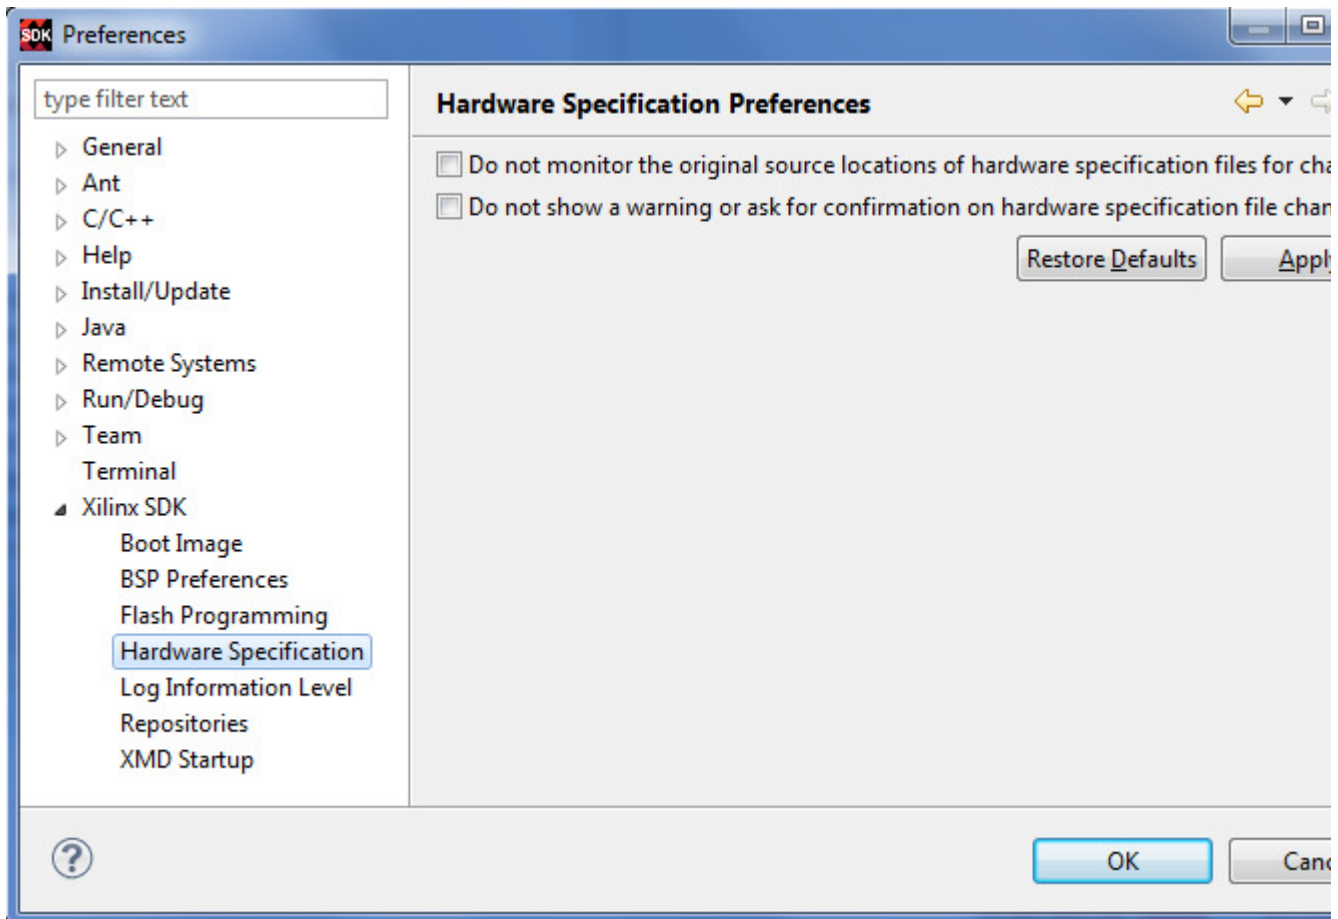 SDK Preferences
type filter text
General
Ant
C/C++
Help
Install/Update
Java
Remote Systems
Run/Debug
Team
Terminal
Xilinx SDK
Boot Image
BSP Preferences
Flash Programming
Hardware Specification
Log Information Level
Repositories
XMD Startup
Hardware Specification Preferences
Do not monitor the original source locations of hardware specification files for
Do not show a warning or ask for confirmation on hardware specification file
Restore Defaults
?
OK